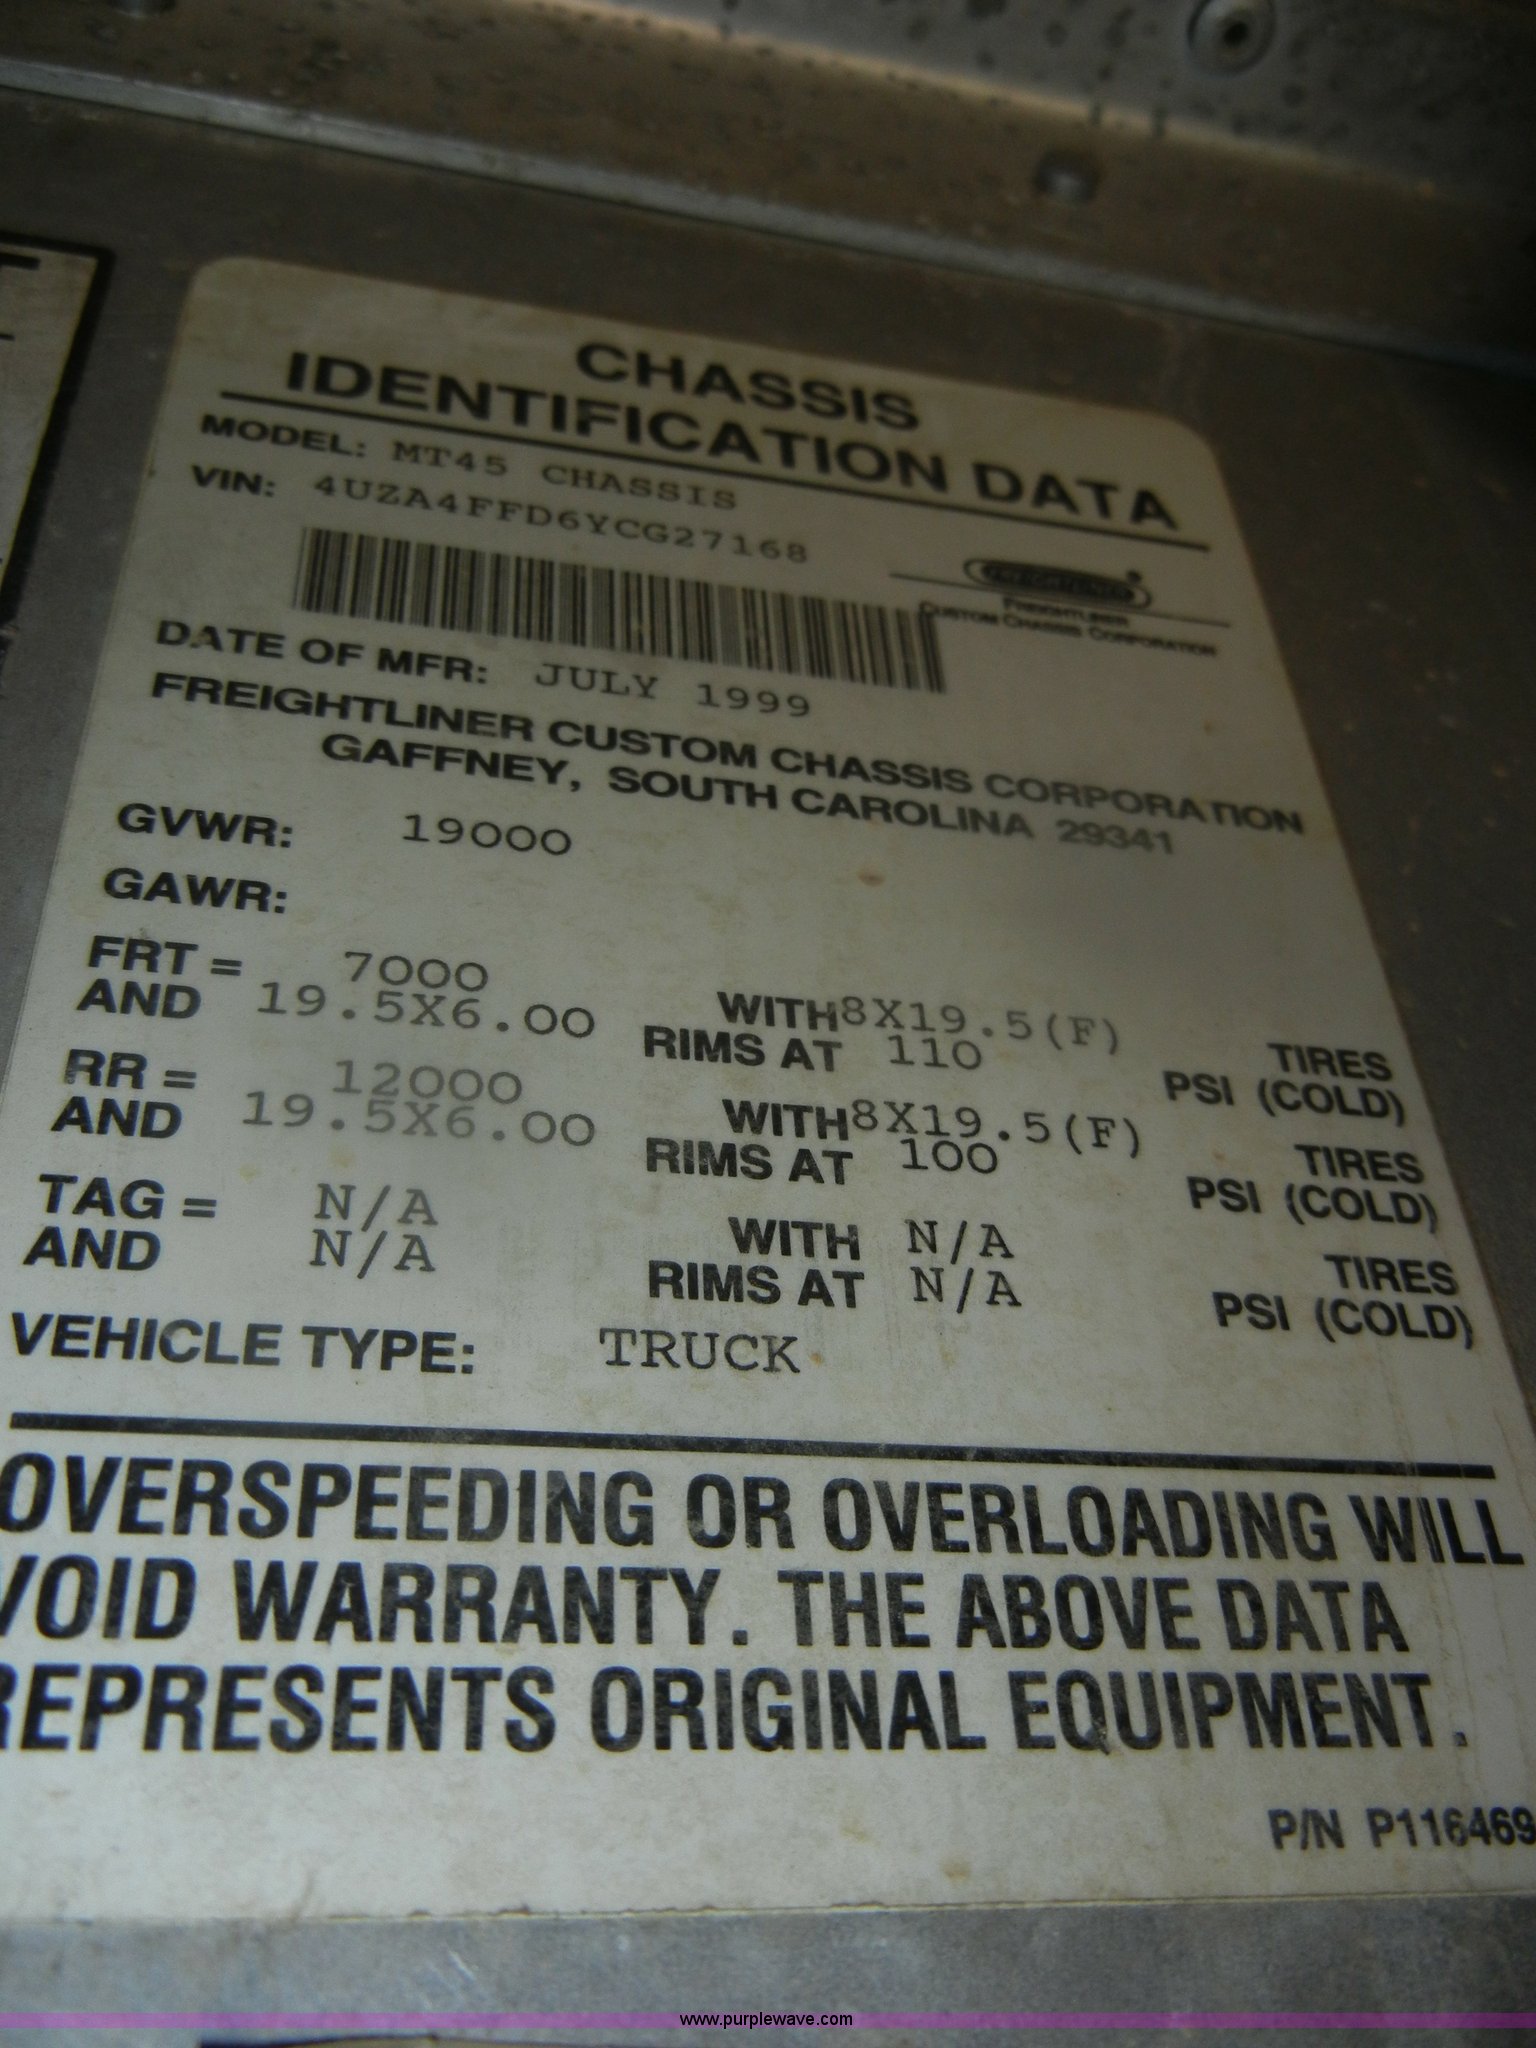 CHASSIS
IDENTIFICATION DATA
MODEL: MT45 CHASSIS
VIN: 4UZA4FFD6YCG27168
FREIGHTLINER
CUSTOM CHASSIS CORPORATION
DATE OF MFR: JULY 1999
FREIGHTLINER CUSTOM CHASSIS CORPORATION
GAFFNEY, SOUTH CAROLINA 29341
GVWR: 19000
GAWR:
FRT = 7000 WITH 8X19.5(F) TIRES
AND 19.5X6.00 RIMS AT 110 PSI (COLD)
RR = 12000 WITH 8X19.5(F) TIRES
AND 19.5X6.00 RIMS AT 100 PSI (COLD)
TAG = N/A WITH N/A TIRES
AND N/A RIMS AT N/A PSI (COLD)
VEHICLE TYPE: TRUCK
OVERSPEEDING OR OVERLOADING WILL
VOID WARRANTY. THE ABOVE DATA
REPRESENTS ORIGINAL EQUIPMENT.
P/N P116469
www.purplewave.com